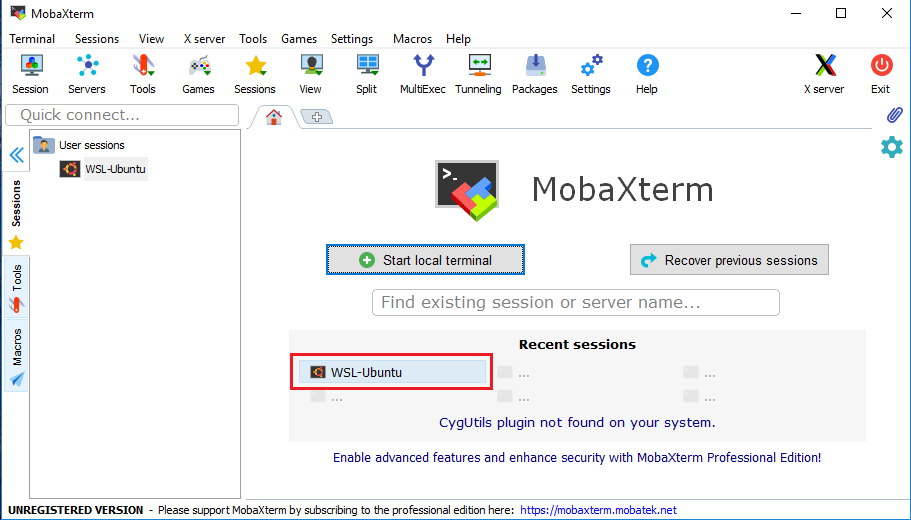 MobaXterm
Terminal Sessions View X server Tools Games Settings Macros Help
Session Servers Tools Games Sessions View Split MultiExec Tunneling Packages Settings Help X server Exit
Quick connect...
User sessions
WSL-Ubuntu
Sessions
Tools
Macros
>_
MobaXterm
Start local terminal
Recover previous sessions
Find existing session or server name...
Recent sessions
WSL-Ubuntu ... ...
... ... ...
CygUtils plugin not found on your system.
Enable advanced features and enhance security with MobaXterm Professional Edition!
UNREGISTERED VERSION - Please support MobaXterm by subscribing to the professional edition here: https://mobaxterm.mobatek.net